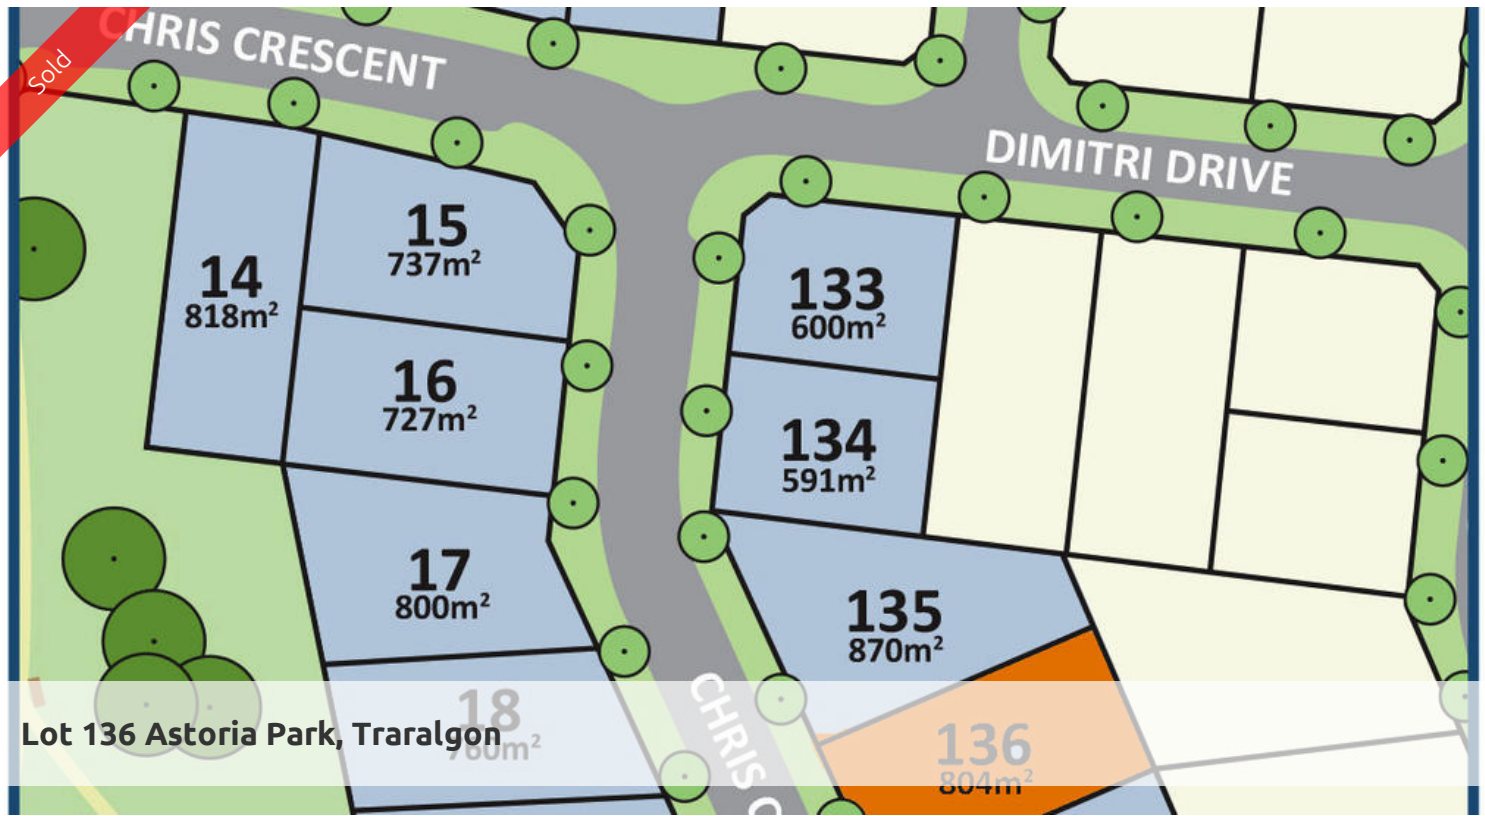 CHRIS CRESCENT
Sold
DIMITRI DRIVE
15
737m²
14
818m²
133
600m²
16
727m²
134
591m²
17
800m²
135
870m²
18
760m²
CHRIS C
Lot 136 Astoria Park, Traralgon
136
804m²